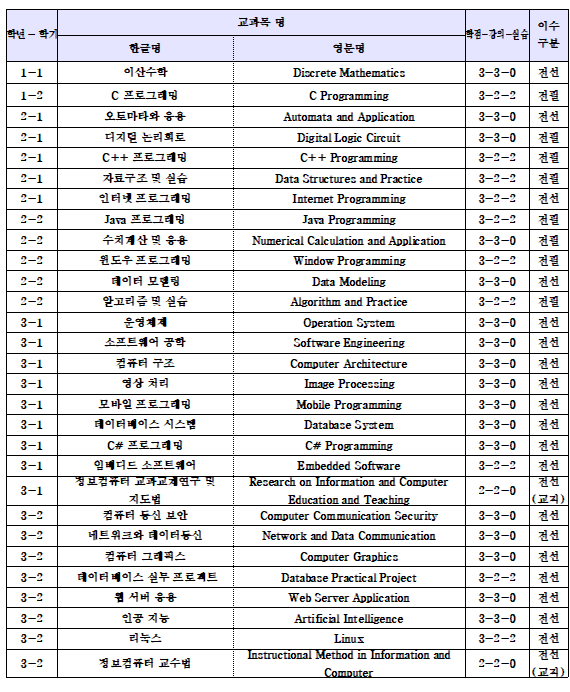 학년 - 학기 교과목 명 학점-강의-실습 이수
구분
한글명 영문명
1-1 이산수학 Discrete Mathematics 3-3-0 전선
1-2 C 프로그래밍 C Programming 3-2-2 전필
2-1 오토마타와 응용 Automata and Application 3-3-0 전선
2-1 디지털 논리회로 Digital Logic Circuit 3-3-0 전필
2-1 C++ 프로그래밍 C++ Programming 3-2-2 전필
2-1 자료구조 및 실습 Data Structures and Practice 3-2-2 전필
2-1 인터넷 프로그래밍 Internet Programming 3-2-2 전선
2-2 Java 프로그래밍 Java Programming 3-2-2 전필
2-2 수치계산 및 응용 Numerical Calculation and Application 3-3-0 전필
2-2 윈도우 프로그래밍 Window Programming 3-2-2 전필
2-2 데이터 모델링 Data Modeling 3-3-0 전선
2-2 알고리즘 및 실습 Algorithm and Practice 3-2-2 전필
3-1 운영체제 Operation System 3-3-0 전선
3-1 소프트웨어 공학 Software Engineering 3-3-0 전선
3-1 컴퓨터 구조 Computer Architecture 3-3-0 전선
3-1 영상 처리 Image Processing 3-3-0 전선
3-1 모바일 프로그래밍 Mobile Programming 3-3-0 전선
3-1 데이터베이스 시스템 Database System 3-3-0 전선
3-1 C# 프로그래밍 C# Programming 3-3-0 전선
3-1 임베디드 소프트웨어 Embedded Software 3-2-2 전선
3-1 정보컴퓨터 교과교재연구 및
지도법 Research on Information and Computer
Education and Teaching 2-2-0 전선
(교직)
3-2 컴퓨터 통신 보안 Computer Communication Security 3-3-0 전선
3-2 네트워크와 데이터통신 Network and Data Communication 3-3-0 전선
3-2 컴퓨터 그래픽스 Computer Graphics 3-3-0 전선
3-2 데이터베이스 실무 프로젝트 Database Practical Project 3-2-2 전선
3-2 웹 서버 응용 Web Server Application 3-3-0 전선
3-2 인공 지능 Artificial Intelligence 3-3-0 전선
3-2 리눅스 Linux 3-2-2 전선
3-2 정보컴퓨터 교수법 Instructional Method in Information and
Computer 2-2-0 전선
(교직)